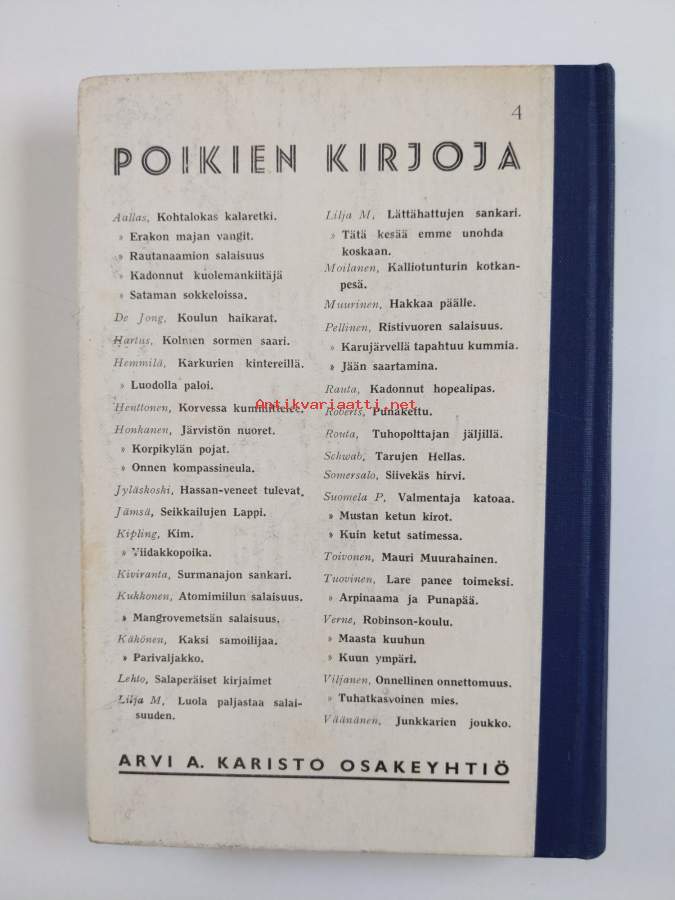 4
POIKIEN KIRJOJA
Aallas, Kohtalokas kalaretki.
» Erakon majan vangit.
» Rautanaamion salaisuus
» Kadonnut kuolemankiitäjä
» Sataman sokkeloissa.
De Jong, Koulun haikarat.
Hartus, Kolmen sormen saari.
Hemmilä, Karkurien kintereillä.
» Luodolla paloi.
Henttonen, Korvessa kummittelee.
Honkanen, Järvistön nuoret.
» Korpikylän pojat.
» Onnen kompassineula.
Jyläskoski, Hassan-veneet tulevat.
Jämsä, Seikkailujen Lappi.
Kipling, Kim.
» Viidakkopoika.
Kiviranta, Surmanajon sankari.
Kukkonen, Atomimiilun salaisuus.
» Mangrovemetsän salaisuus.
Kähönen, Kaksi samoilijaa.
» Parivaljakko.
Lehto, Salaperäiset kirjaimet
Lilja M, Luola paljastaa salai-
suuden.
Lilja M, Lättähattujen sankari.
» Tätä kesää emme unohda
koskaan.
Moilanen, Kalliotunturin kotkan-
pesä.
Muurinen, Hakkaa päälle.
Pellinen, Ristivuoren salaisuus.
» Karujärvellä tapahtuu kummia.
» Jään saartamina.
Rauta, Kadonnut hopealipas.
Roberts, Punakettu.
Routa, Tuhopolttajan jäljillä.
Schwab, Tarujen Hellas.
Somersalo, Siivekäs hirvi.
Suomela P, Valmentaja katoaa.
» Mustan ketun kirot.
» Kuin ketut satimessa.
Toivonen, Mauri Muurahainen.
Tuovinen, Lare panee toimeksi.
» Arpinaama ja Punapää.
Verne, Robinson-koulu.
» Maasta kuuhun
» Kuun ympäri.
Viljanen, Onnellinen onnettomuus.
» Tuhatkasvoinen mies.
Väänänen, Junkkarien joukko.
ARVI A. KARISTO OSAKEYHTIÖ
Antikvariaatti.net